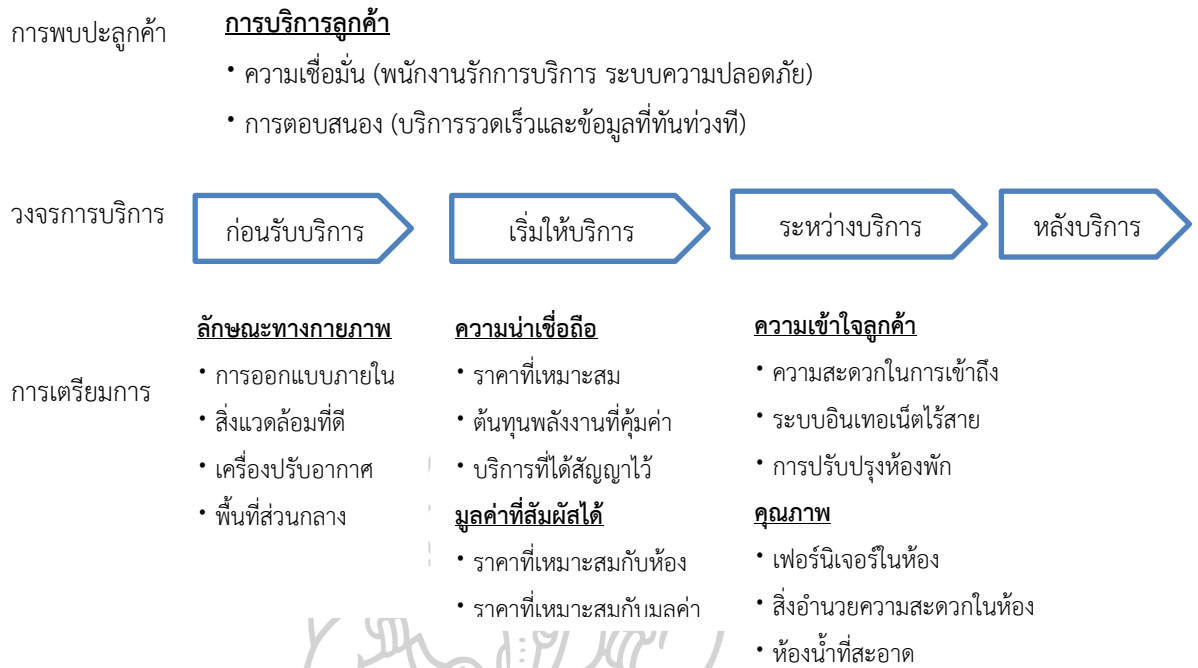 การพบปะลูกค้า
การบริการลูกค้า
• ความเชื่อมั่น (พนักงานรักการบริการ ระบบความปลอดภัย)
• การตอบสนอง (บริการรวดเร็วและข้อมูลที่ทันท่วงที)
วงจรการบริการ
ก่อนรับบริการ
เริ่มให้บริการ
ระหว่างบริการ
หลังบริการ
การเตรียมการ
ลักษณะทางกายภาพ
• การออกแบบภายใน
• สิ่งแวดล้อมที่ดี
• เครื่องปรับอากาศ
• พื้นที่ส่วนกลาง
ความน่าเชื่อถือ
• ราคาที่เหมาะสม
• ต้นทุนพลังงานที่คุ้มค่า
• บริการที่ได้สัญญาไว้
มูลค่าที่สัมผัสได้
• ราคาที่เหมาะสมกับห้อง
• ราคาที่เหมาะสมกับมูลค่า
ความเข้าใจลูกค้า
• ความสะดวกในการเข้าถึง
• ระบบอินเทอเน็ตไร้สาย
• การปรับปรุงห้องพัก
คุณภาพ
• เฟอร์นิเจอร์ในห้อง
• สิ่งอำนวยความสะดวกในห้อง
• ห้องน้ำที่สะอาด